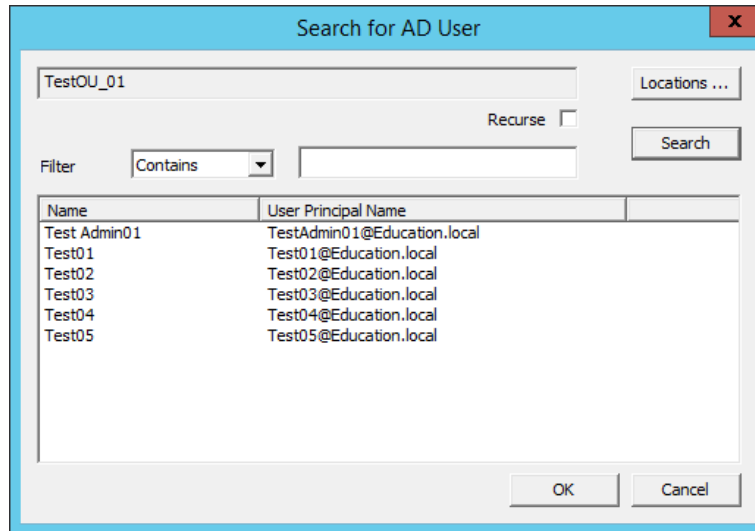 Search for AD User
x
TestOU_01
Locations ...
Recurse
Search
Filter
Contains
Name User Principal Name
Test Admin01 TestAdmin01@Education.local
Test01 Test01@Education.local
Test02 Test02@Education.local
Test03 Test03@Education.local
Test04 Test04@Education.local
Test05 Test05@Education.local
OK Cancel